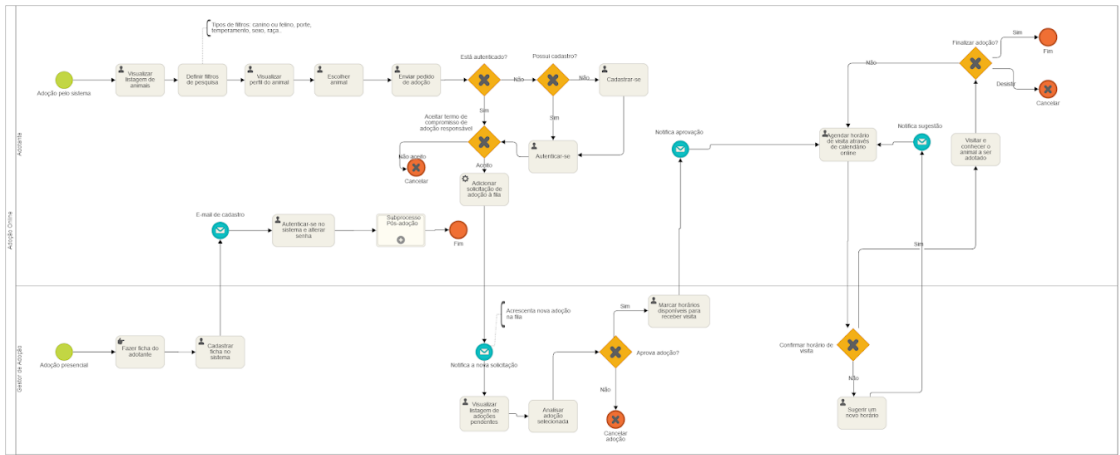 Tipos de filtros: canino ou felino, porte,
temperamento, sexo, raça..
Adoção pelo sistema
Visualizar
listagem de
animais
Definir filtros
de pesquisa
Visualizar
perfil do animal
Escolher
animal
Enviar pedido
de adoção
Está autenticado?
Não
Possui cadastro?
Não
Cadastrar-se
Sim
Sim
Autenticar-se
Aceitar termo de
compromisso de
adoção responsável
Não aceito
Cancelar
Aceito
Adicionar
solicitação de
adoção à fila
Notifica aprovação
Agendar horário
de visita através
de calendário
online
Notifica sugestão
Visitar e
conhecer o
animal a ser
adotado
Finalizar adoção?
Sim
Fim
Não
Desistir
Cancelar
Adotante
Adoção Online
E-mail de cadastro
Autenticar-se no
sistema e alterar
senha
Subprocesso
Pós-adoção
Fim
Sim
Gestor de Adoção
Adoção presencial
Fazer ficha do
adotante
Cadastrar
ficha no
sistema
Acrescenta nova adoção
na fila
Notifica a nova solicitação
Visualizar
listagem de
adoções
pendentes
Analisar
adoção
selecionada
Aprova adoção?
Sim
Não
Cancelar
adoção
Marcar horários
disponíveis para
receber visita
Confirmar horário de
visita
Não
Sugerir um
novo horário